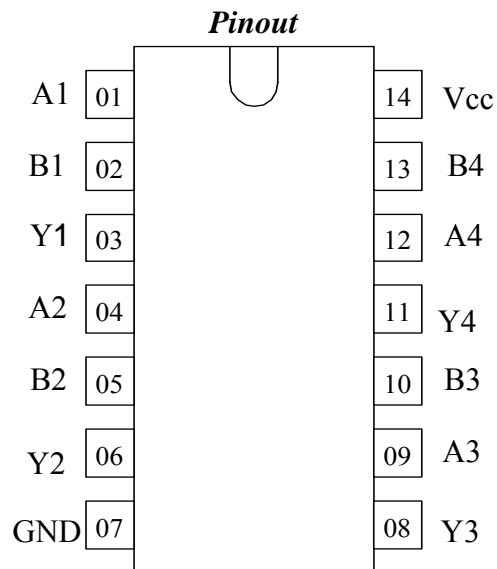 Pinout
A1 01 14 Vcc
B1 02 13 B4
Y1 03 12 A4
A2 04 11 Y4
B2 05 10 B3
Y2 06 09 A3
GND 07 08 Y3